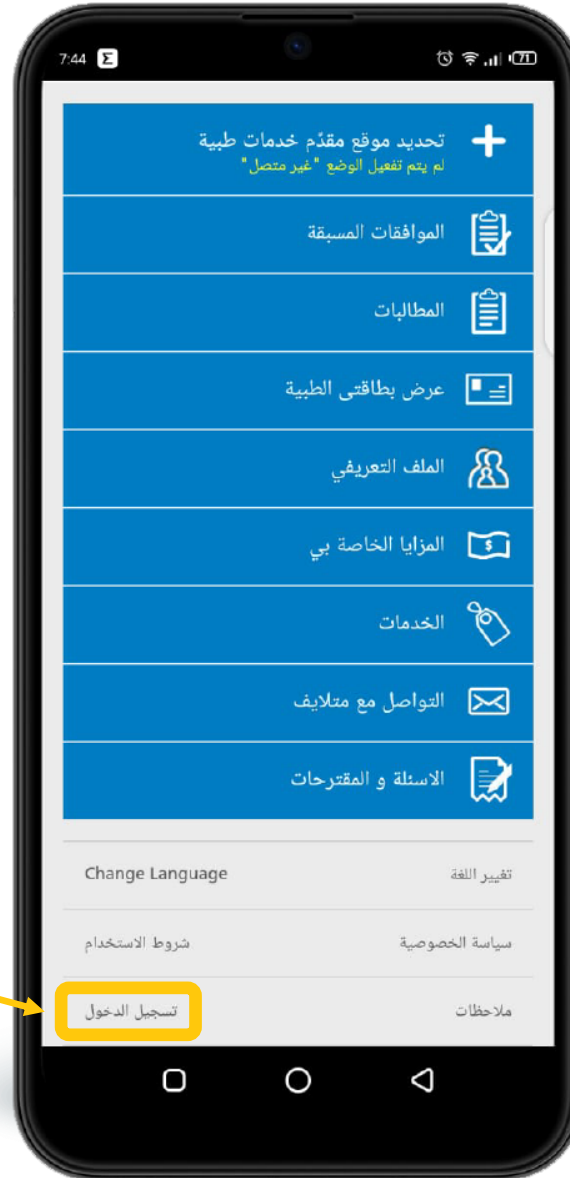 7:44 Σ 71
تحديد موقع مقدّم خدمات طبية
لم يتم تفعيل الوضع "غير متصل"
الموافقات المسبقة
المطالبات
عرض بطاقتى الطبية
الملف التعريفي
المزايا الخاصة بي
الخدمات
التواصل مع متلايف
الاسئلة و المقترحات
تغيير اللغة Change Language
سياسة الخصوصية شروط الاستخدام
ملاحظات تسجيل الدخول